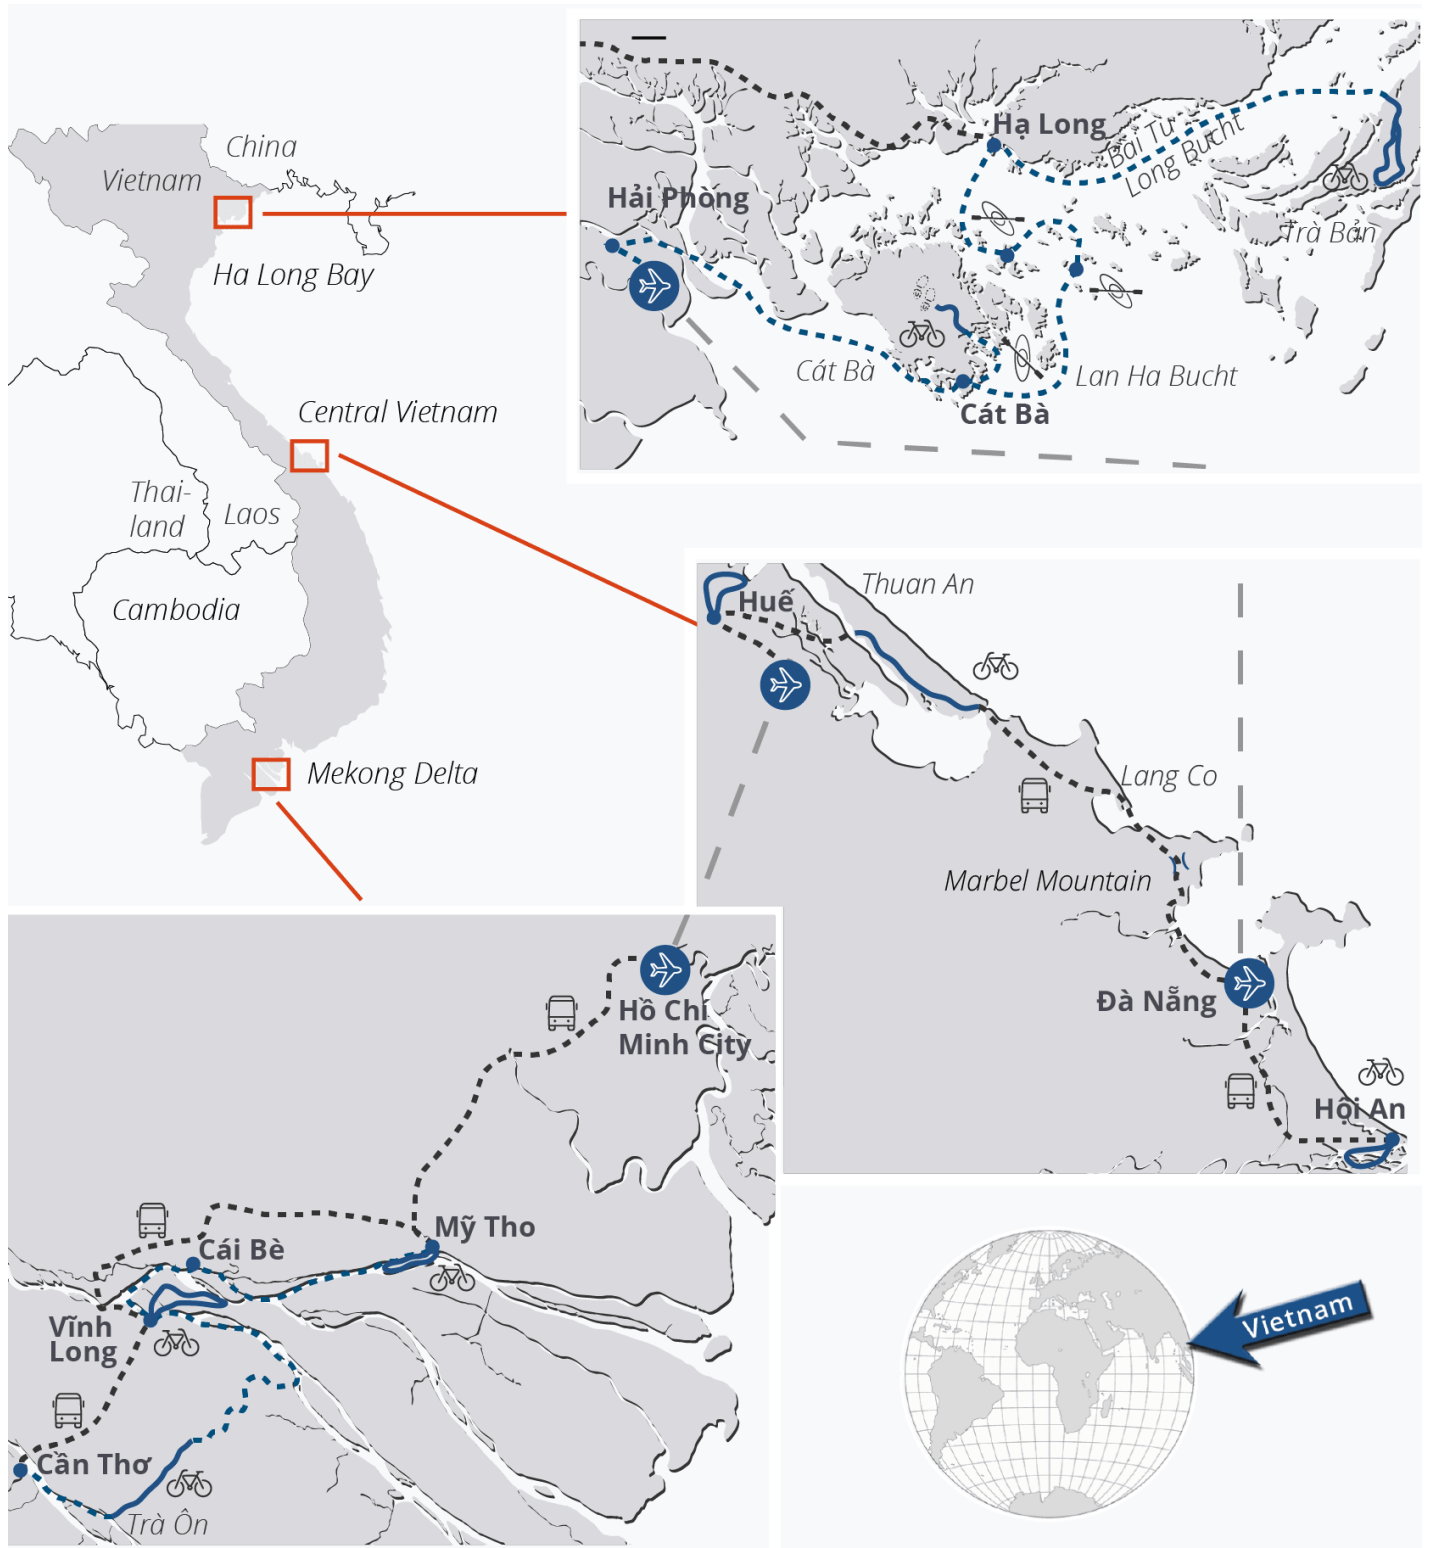 China
Vietnam
Ha Long Bay
Central Vietnam
Thai-
land
Laos
Cambodia
Mekong Delta
Hạ Long
Bai Tu
Long Bucht
Hải Phòng
Trà Bản
Cát Bà
Lan Ha Bucht
Cát Bà
Thuan An
Huế
Lang Co
Marbel Mountain
Đà Nẵng
Hội An
Hồ Chí
Minh City
Mỹ Tho
Cái Bè
Vĩnh
Long
Cần Thơ
Trà Ôn
Vietnam